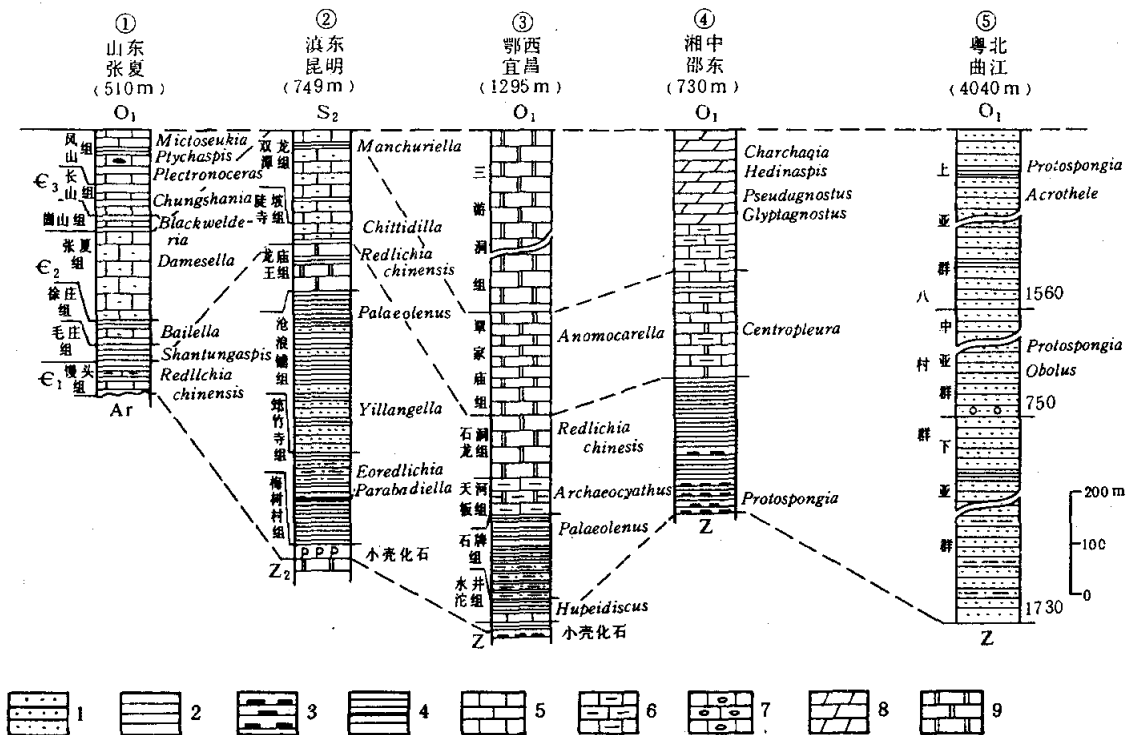 ①
山东
张夏
(510m)
O₁
②
滇东
昆明
(749m)
S₂
③
鄂西
宜昌
(1295m)
O₁
④
湘中
邵东
(730m)
O₁
⑤
粤北
曲江
(4040m)
O₁
凤山组
Є₃
长山组
崮山组
张夏组
Є₂
徐庄组
毛庄组
Є₁
馒头组
Mictoseukia
Ptychaspis
Plectronoceras
Chungshania
Blackwelde-
ria
Damesella
Bailella
Shantungaspis
Redllchia
chinensis
Ar
双龙潭组
陡坡寺组
龙王庙组
沧浪铺组
筇竹寺组
梅树村组
Manchuriella
Chittidilla
Redlichia
chinensis
Palaeolenus
Yillangella
Eoredlichia
Parabadiella
小壳化石
Z₂
三游洞组
覃家庙组
石龙洞组
天河板组
石牌组
水井沱组
Anomocarella
Redlichia
chinesis
Archaeocyathus
Palaeolenus
Hupeidiscus
小壳化石
Z
Charchaqia
Hedinaspis
Pseudugnostus
Glyptagnostus
Centropleura
Protospongia
Z
八村群
上亚群
中亚群
下亚群
Protospongia
Acrothele
1560
Protospongia
Obolus
750
1730
Z
200 m
100
0
1
2
3
4
5
6
7
8
9